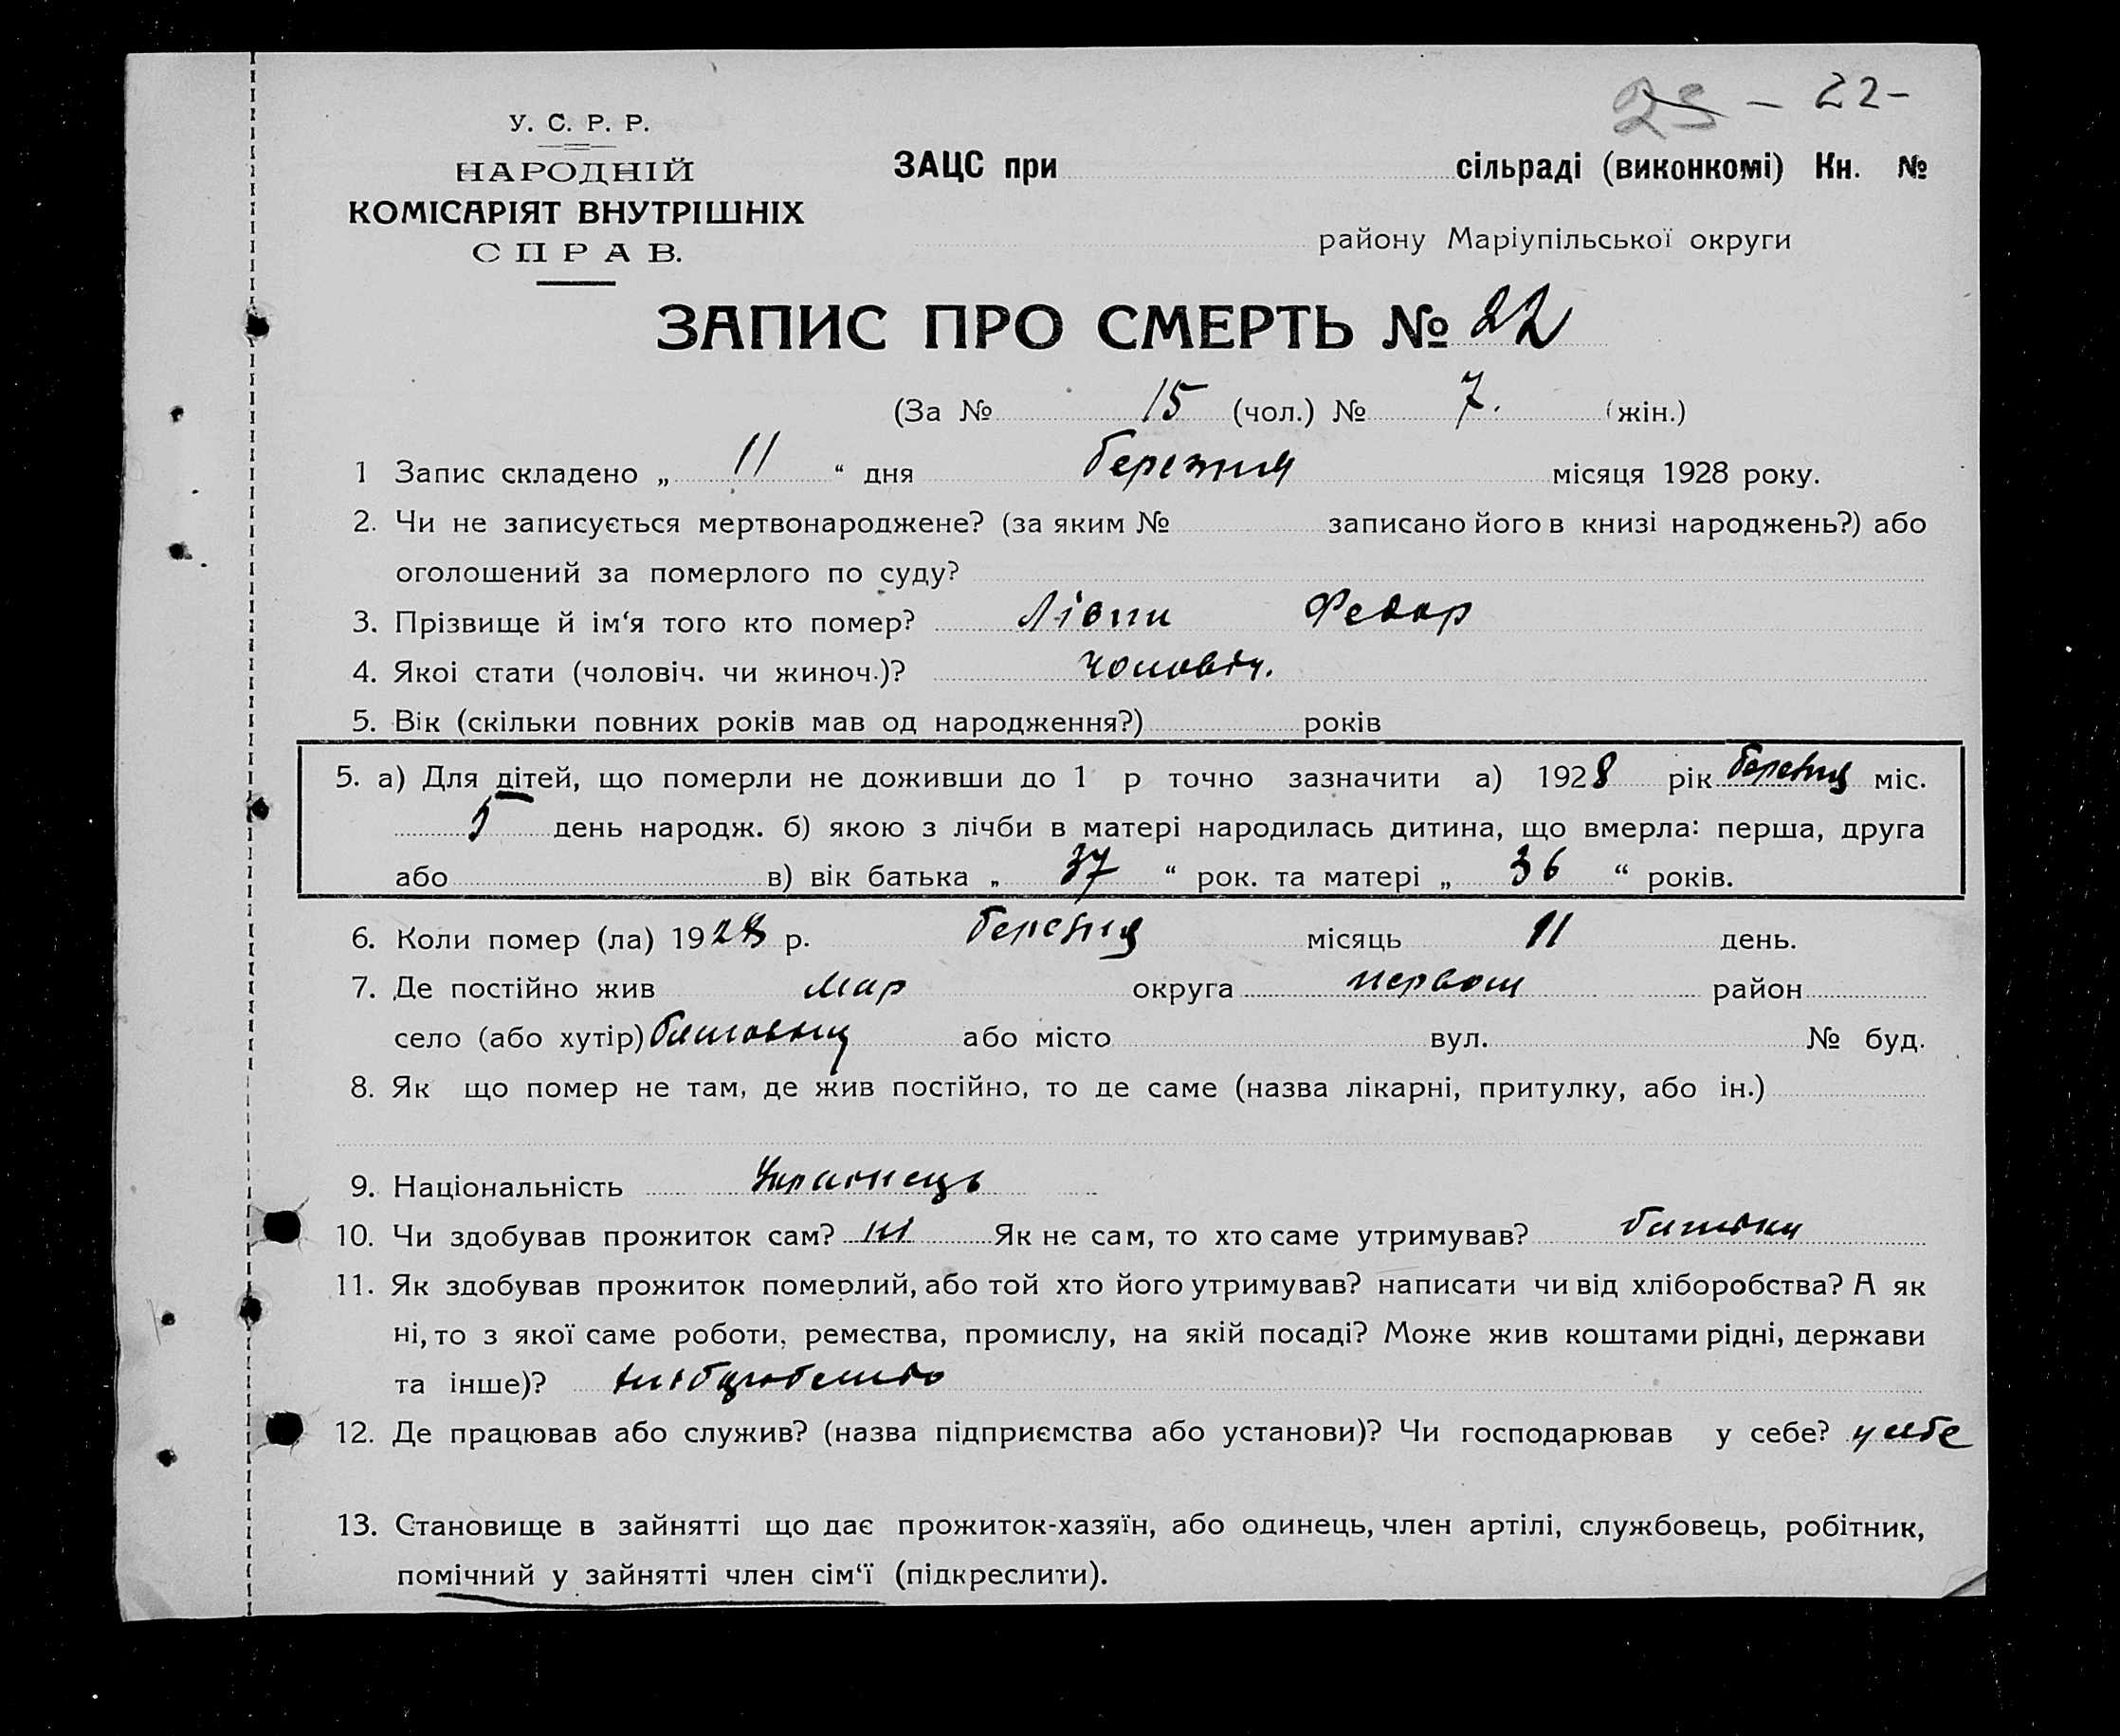 25 — 22 -
У. С. Р. Р.
НАРОДНІЙ
КОМІСАРІЯТ ВНУТРІШНІХ
СПРАВ.
ЗАЦС при сільраді (виконкомі) Кн. №
району Маріупільської округи
ЗАПИС ПРО СМЕРТЬ № 22
(За № 15 (чол.) № 7. (жін.)
1 Запис складено „ 11 “ дня березня місяця 1928 року.
2. Чи не записується мертвонароджене? (за яким № записано його в книзі народжень?) або
оголошений за померлого по суду?
3. Прізвище й ім‘я того кто помер? Федор
4. Якоі стати (чоловіч. чи жиноч.)? чоловіч.
5. Вік (скільки повних років мав од народження?) років
5. а) Для дітей, що померли не доживши до 1 р точно зазначити а) 1928 рік березня міс.
5 день народж. б) якою з лічби в матері народилась дитина, що вмерла: перша, друга
або в) вік батька „ 37 “ рок. та матері „ 36 “ років.
6. Коли помер (ла) 1928 р. березня місяць 11 день.
7. Де постійно жив Мар округа район
село (або хутір) або місто вул. № буд.
8. Як що помер не там, де жив постійно, то де саме (назва лікарні, притулку, або ін.)
9. Національність Українець
10. Чи здобував прожиток сам? ні Як не сам, то хто саме утримував? батьки
11. Як здобував прожиток померлий, або той хто його утримував? написати чи від хліборобства? А як
ні, то з якої саме роботи, ремества, промислу, на якій посаді? Може жив коштами рідні, держави
та інше)?
12. Де працював або служив? (назва підприємства або установи)? Чи господарював у себе? у себе
13. Становище в зайнятті що дає прожиток-хазяїн, або одинець, член артілі, службовець, робітник,
помічний у зайнятті член сім‘ї (підкреслити).